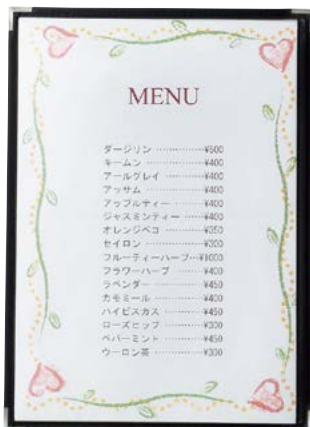 MENU
ダージリン…………¥500
キームン…………¥400
アールグレイ…………¥400
アッサム…………¥400
アップルティー…………¥400
ジャスミンティー…………¥400
オレンジペコ…………¥350
セイロン…………¥300
フルーティーハーブ…¥1000
フラワーハーブ…………¥400
ラベンダー…………¥450
カモミール…………¥400
ハイビスカス…………¥450
ローズヒップ…………¥300
ペパーミント…………¥450
ウーロン茶…………¥300